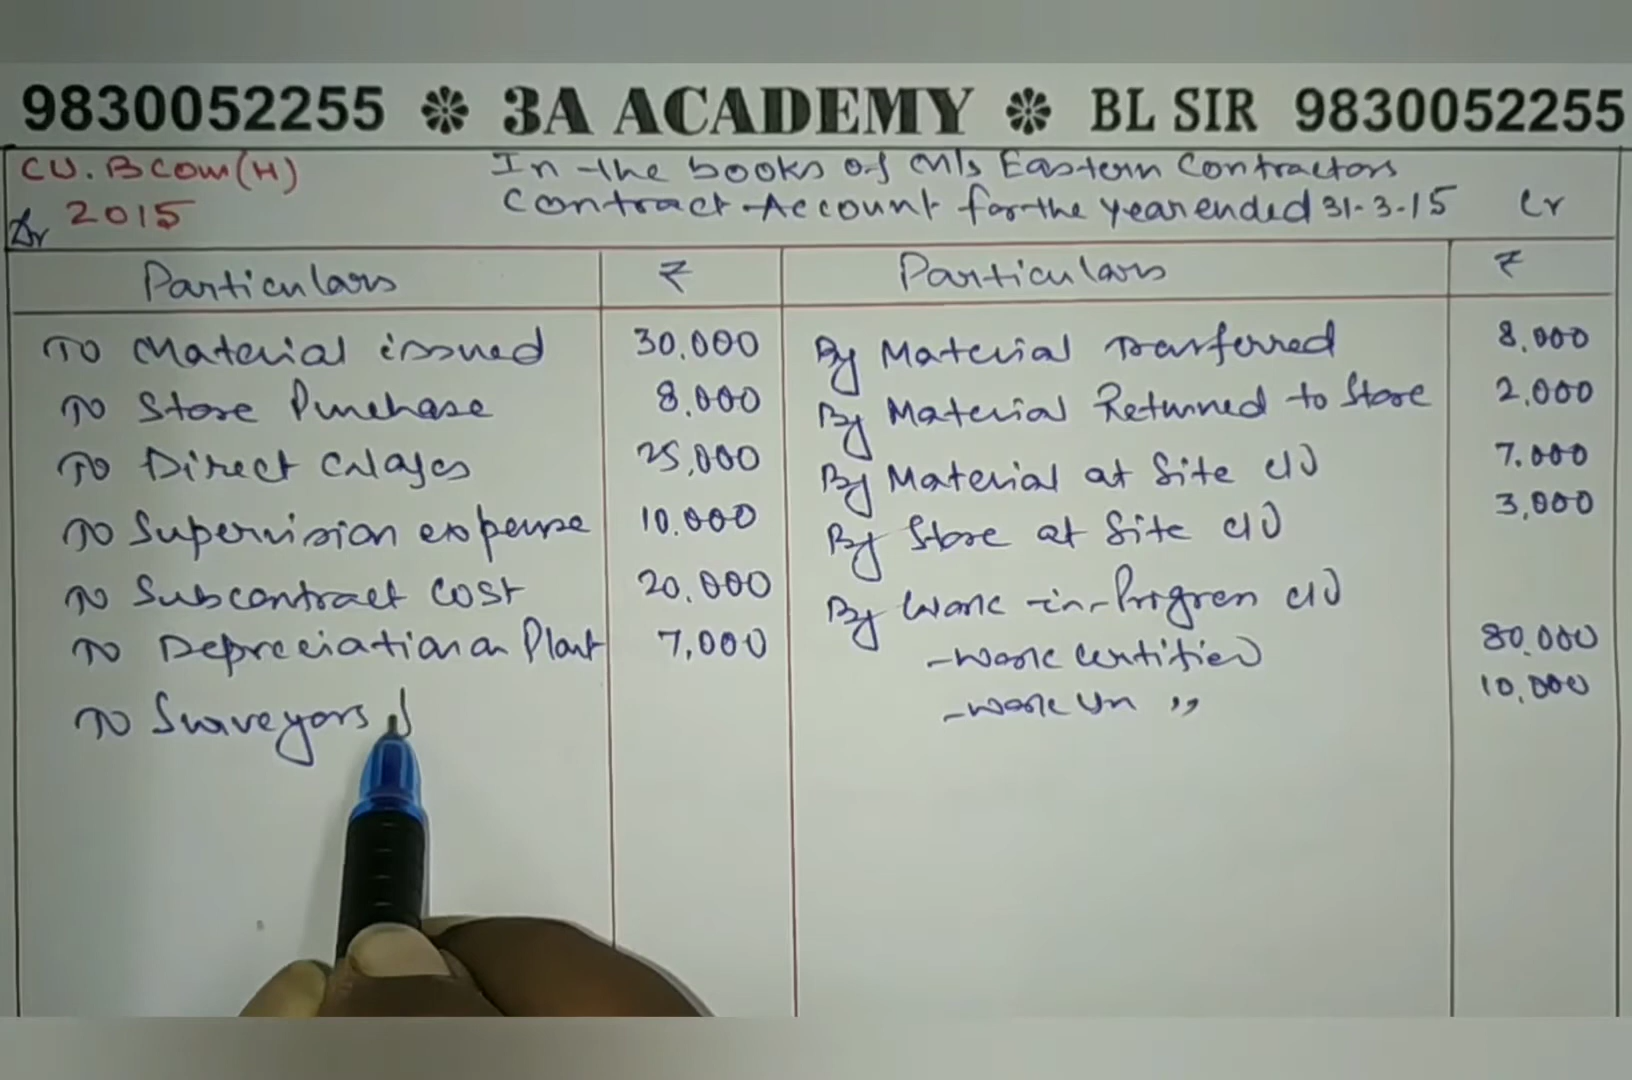 9830052255 ❇ 3A ACADEMY ❇ BL SIR 9830052255
CU. B COM (H)
2015
In the books of M/s Eastern Contractors
Contract Account for the year ended 31-3-15
Dr
Cr
Particulars ₹ Particulars ₹
To Material issued 30,000
To Store Purchase 8,000
To Direct
25,000
To Supervision expense 10,000
To Subcontract cost 20,000
To Depreciation on Plant 7,000
To Surveyors
By Material Transferred 8,000
By Material Returned to Store 2,000
By Material at Site c/d 7,000
By Store at Site c/d 3,000
By Work-in-Progress c/d
- Work Certified 80,000
- Work Un ,, 10,000